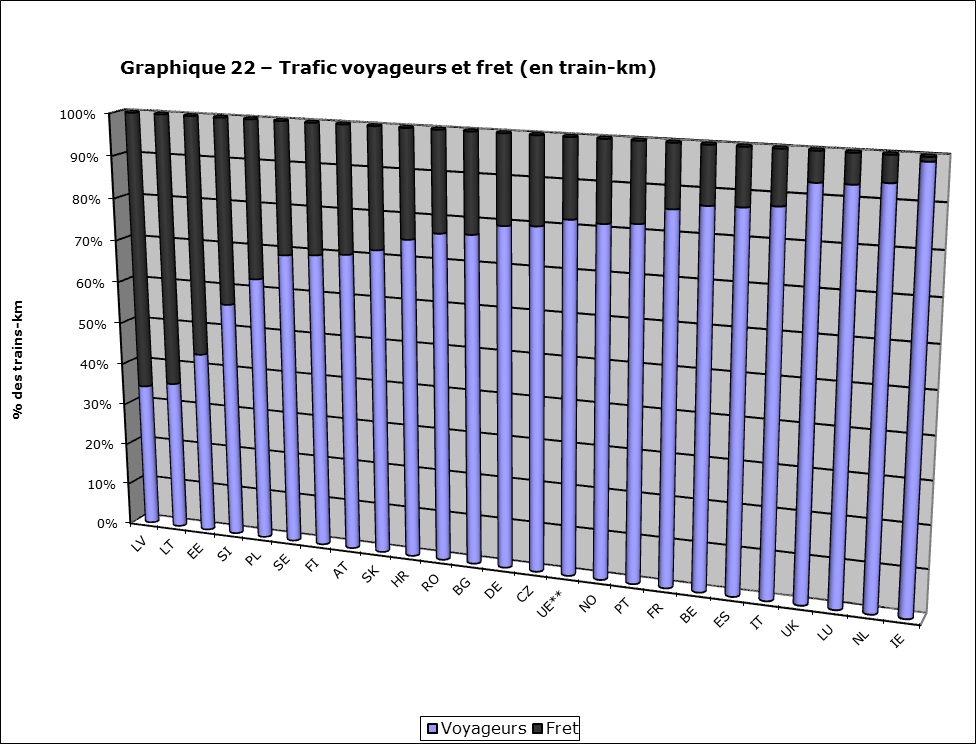 Graphique 22 – Trafic voyageurs et fret (en train-km)
% des trains-km
100%
90%
80%
70%
60%
50%
40%
30%
20%
10%
0%
LV LT EE SI PL SE FI AT SK HR RO BG DE CZ UE** NO PT FR BE ES IT UK LU NL IE
Voyageurs Fret